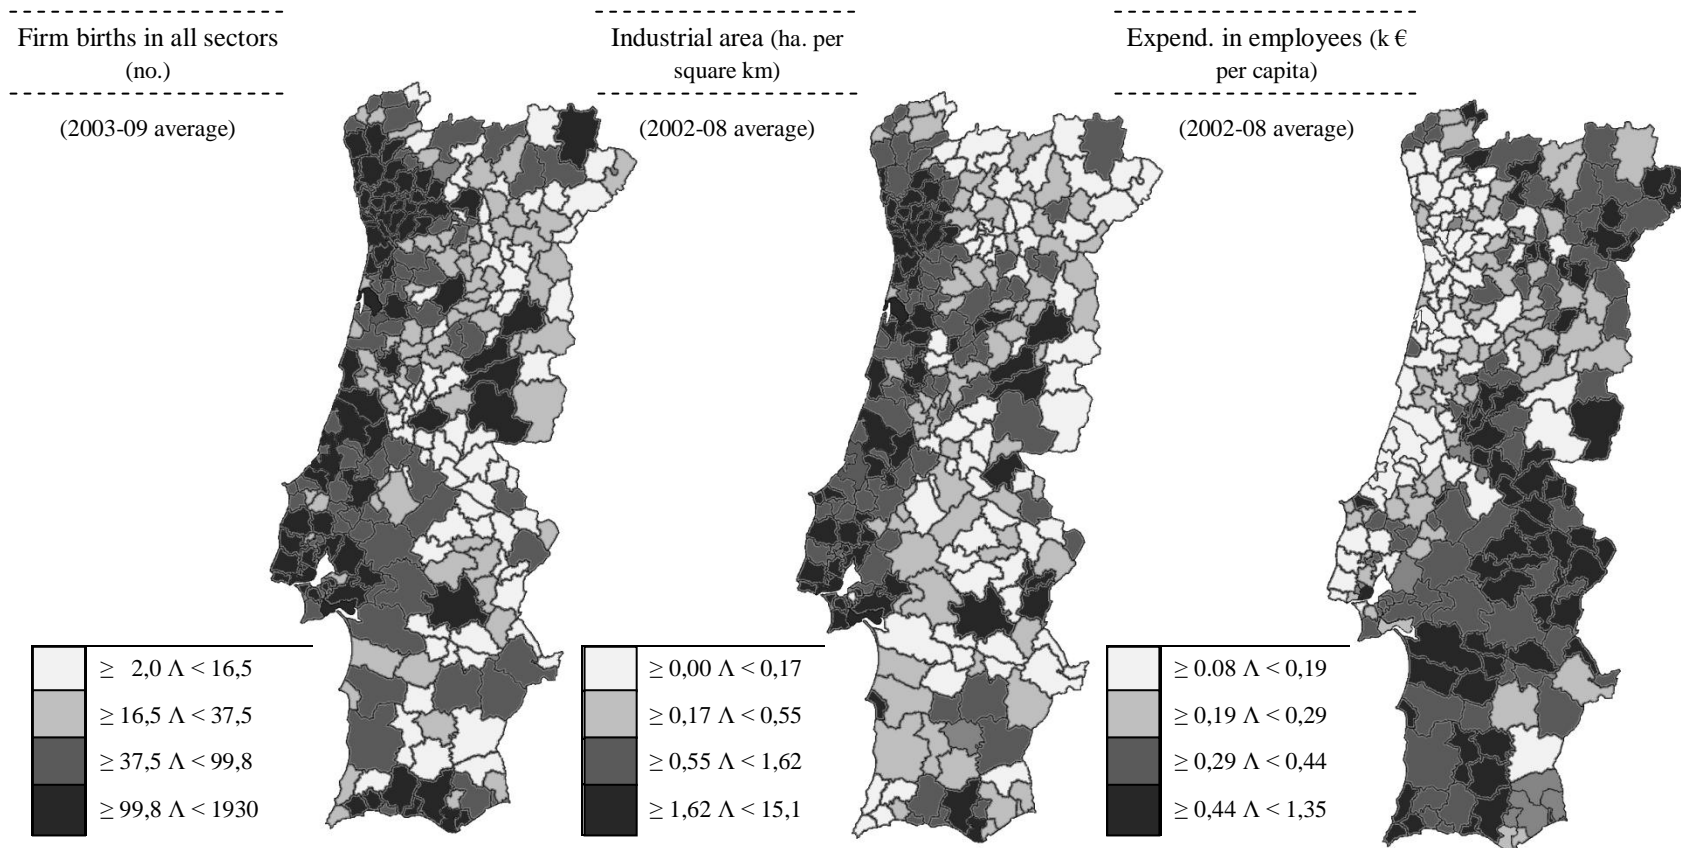 Firm births in all sectors
(no.)
(2003-09 average)
≥ 2,0 Λ < 16,5
≥ 16,5 Λ < 37,5
≥ 37,5 Λ < 99,8
≥ 99,8 Λ < 1930
Industrial area (ha. per
square km)
(2002-08 average)
≥ 0,00 Λ < 0,17
≥ 0,17 Λ < 0,55
≥ 0,55 Λ < 1,62
≥ 1,62 Λ < 15,1
Expend. in employees (k €
per capita)
(2002-08 average)
≥ 0.08 Λ < 0,19
≥ 0,19 Λ < 0,29
≥ 0,29 Λ < 0,44
≥ 0,44 Λ < 1,35